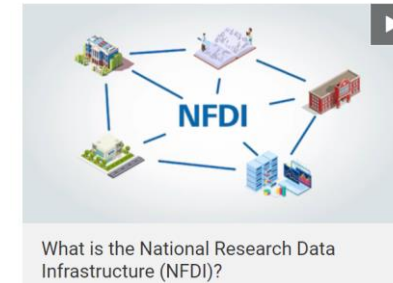 NFDI
What is the National Research Data
Infrastructure (NFDI)?